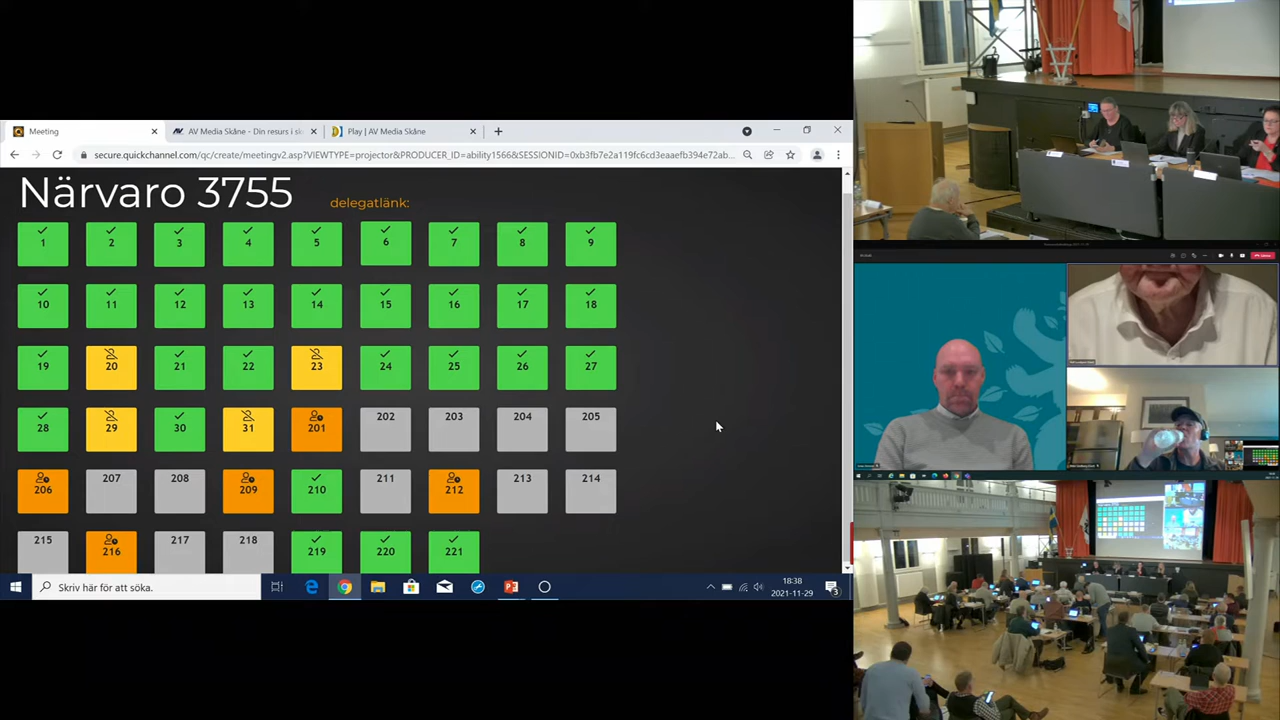 Meeting
AV Media Skåne - Din resurs i sk
Play | AV Media Skåne
secure.quickchannel.com/qc/create/meetingv2.asp?VIEWTYPE=projector&PRODUCER_ID=ability1566&SESSIONID=0xb3fb7e2a119fc6cd3eaaefb394e72ab...
Närvaro 3755
delegatlänk:
1 2 3 4 5 6 7 8 9
10 11 12 13 14 15 16 17 18
19 20 21 22 23 24 25 26 27
28 29 30 31 201 202 203 204 205
206 207 208 209 210 211 212 213 214
215 216 217 218 219 220 221
Skriv här för att söka.
18:38
2021-11-29
3